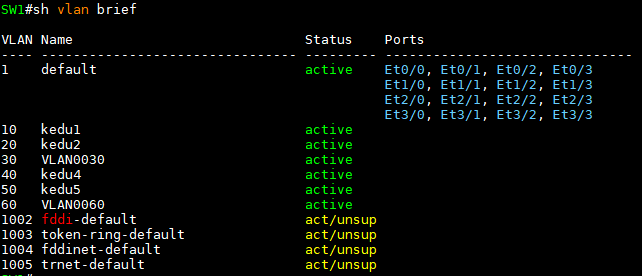 SW1#sh vlan brief
VLAN Name                             Status    Ports
---- -------------------------------- --------- -------------------------------
1    default                          active    Et0/0, Et0/1, Et0/2, Et0/3
                                                Et1/0, Et1/1, Et1/2, Et1/3
                                                Et2/0, Et2/1, Et2/2, Et2/3
                                                Et3/0, Et3/1, Et3/2, Et3/3
10   kedu1                            active
20   kedu2                            active
30   VLAN0030                         active
40   kedu4                            active
50   kedu5                            active
60   VLAN0060                         active
1002 fddi-default                     act/unsup
1003 token-ring-default               act/unsup
1004 fddinet-default                  act/unsup
1005 trnet-default                    act/unsup